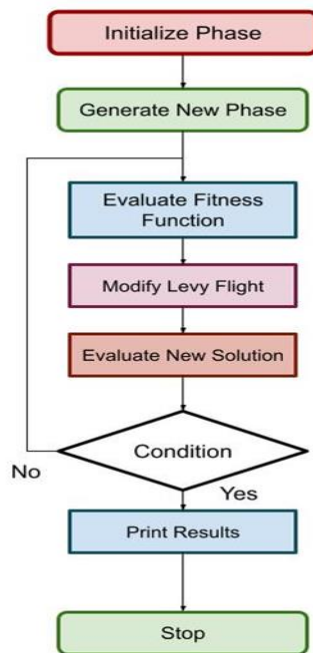 Initialize Phase
Generate New Phase
Evaluate Fitness
Function
Modify Levy Flight
Evaluate New Solution
Condition
No
Yes
Print Results
Stop